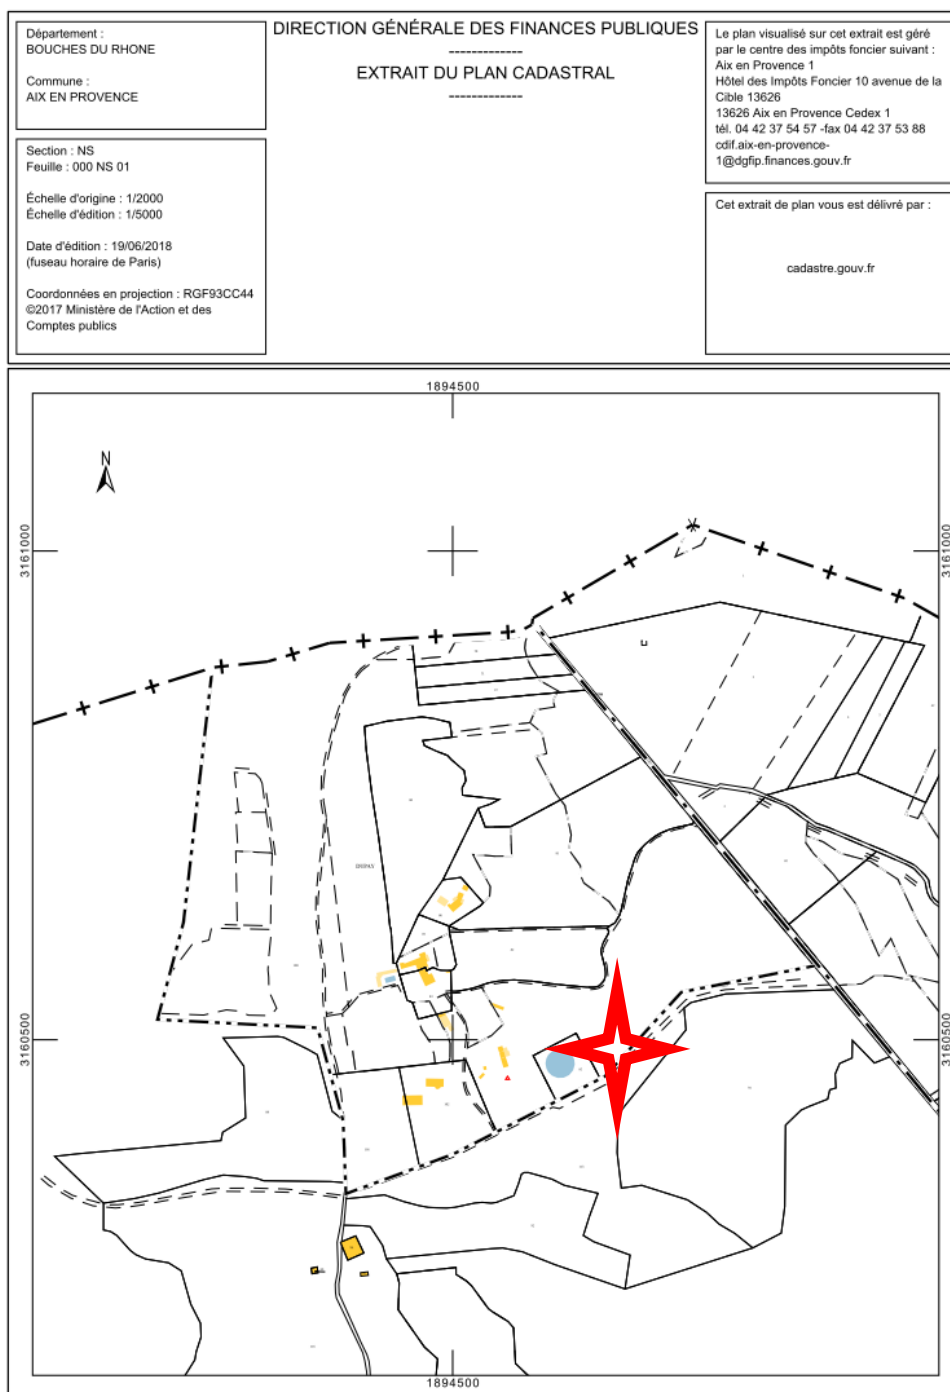 Département :
BOUCHES DU RHONE
Commune :
AIX EN PROVENCE
Section : NS
Feuille : 000 NS 01
Échelle d'origine : 1/2000
Échelle d'édition : 1/5000
Date d'édition : 19/06/2018
(fuseau horaire de Paris)
Coordonnées en projection : RGF93CC44
©2017 Ministère de l'Action et des
Comptes publics
DIRECTION GÉNÉRALE DES FINANCES PUBLIQUES
-------------
EXTRAIT DU PLAN CADASTRAL
-------------
Le plan visualisé sur cet extrait est géré
par le centre des impôts foncier suivant :
Aix en Provence 1
Hôtel des Impôts Foncier 10 avenue de la
Cible 13626
13626 Aix en Provence Cedex 1
tél. 04 42 37 54 57 -fax 04 42 37 53 88
cdif.aix-en-provence-
1@dgfip.finances.gouv.fr
Cet extrait de plan vous est délivré par :
cadastre.gouv.fr
1894500
N
3161000
3161000
3160500
3160500
1894500